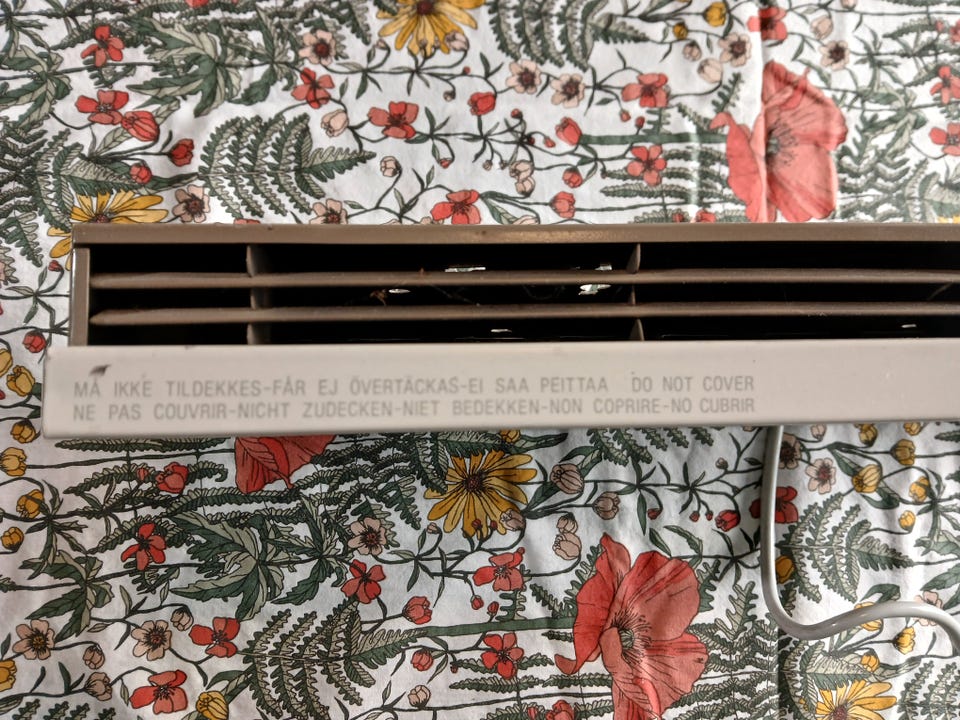 MÅ IKKE TILDEKKES-FÅR EJ ÖVERTÄCKAS-EI SAA PEITTAA DO NOT COVER
NE PAS COUVRIR-NICHT ZUDECKEN-NIET BEDEKKEN-NON COPRIRE-NO CUBRIR